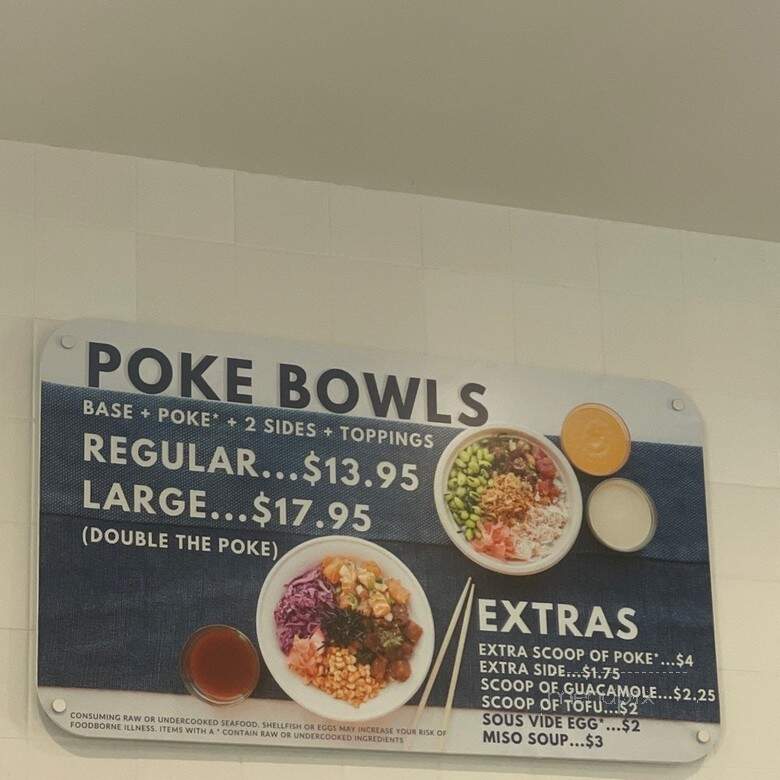 POKE BOWLS
BASE + POKE* + 2 SIDES + TOPPINGS
REGULAR...$13.95
LARGE...$17.95
(DOUBLE THE POKE)
EXTRAS
EXTRA SCOOP OF POKE*...$4
EXTRA SIDE...$1.75
SCOOP OF GUACAMOLE...$2.25
SCOOP OF TOFU...$2
SOUS VIDE EGG*...$2
MISO SOUP...$3
CONSUMING RAW OR UNDERCOOKED SEAFOOD, SHELLFISH OR EGGS MAY INCREASE YOUR RISK OF
FOODBORNE ILLNESS. ITEMS WITH A * CONTAIN RAW OR UNDERCOOKED INGREDIENTS